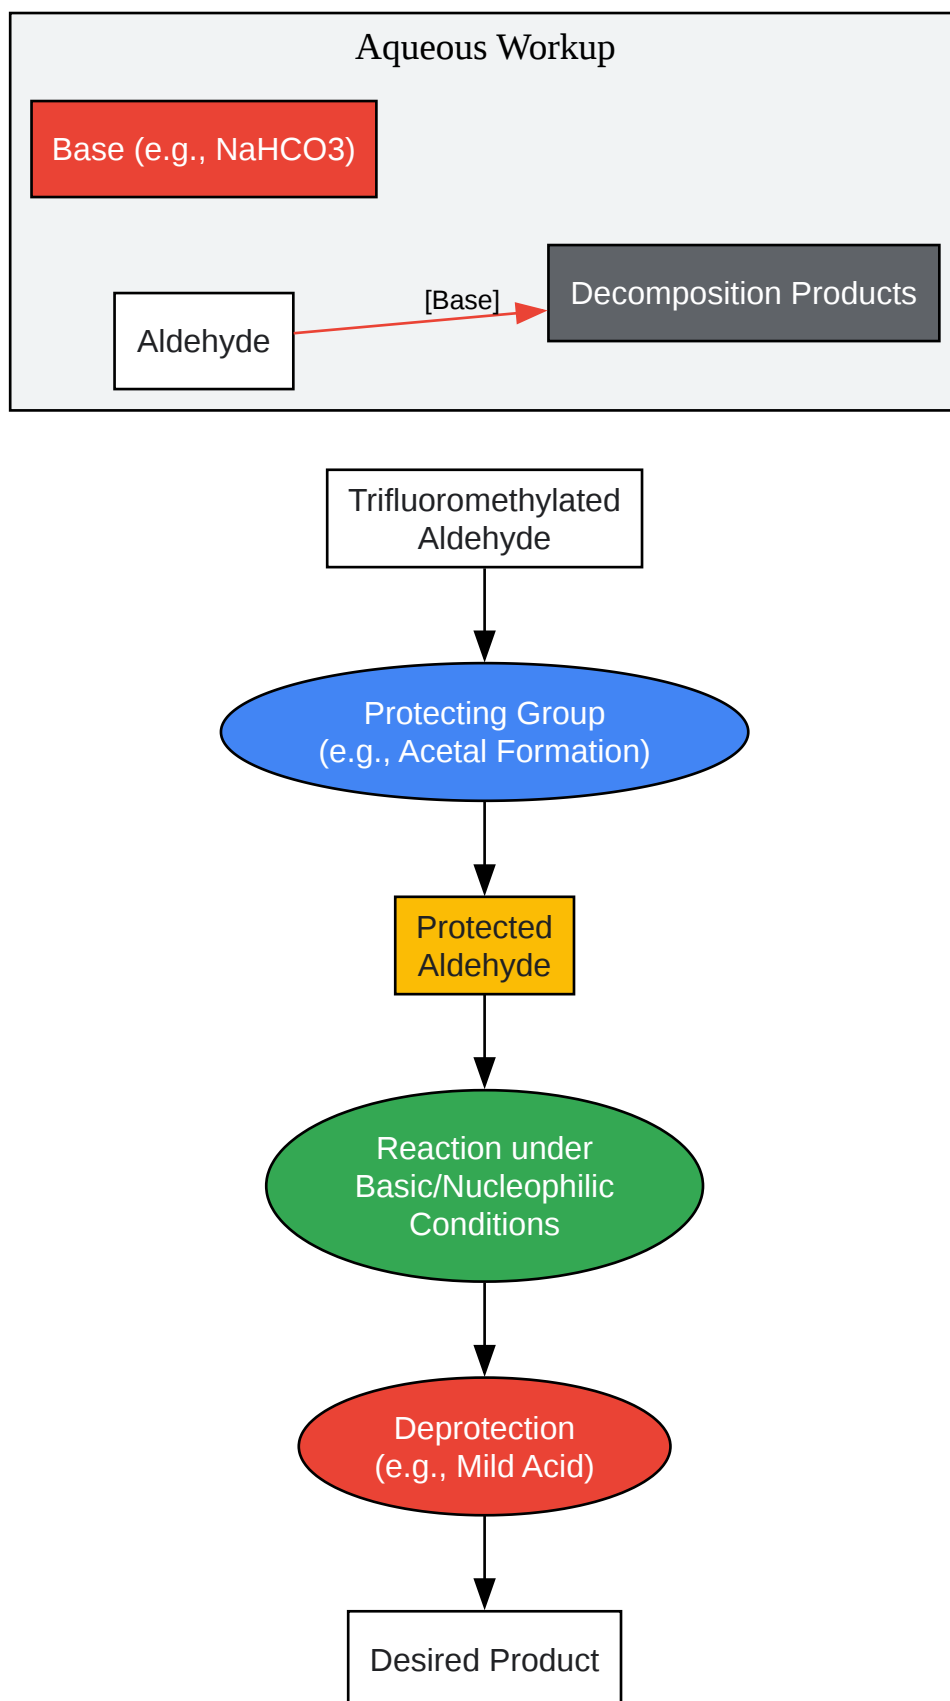 Aqueous Workup
Base (e.g., NaHCO3)
Decomposition Products
[Base]
Aldehyde
Trifluoromethylated
Aldehyde
Protecting Group
(e.g., Acetal Formation)
Protected
Aldehyde
Reaction under
Basic/Nucleophilic
Conditions
Deprotection
(e.g., Mild Acid)
Desired Product